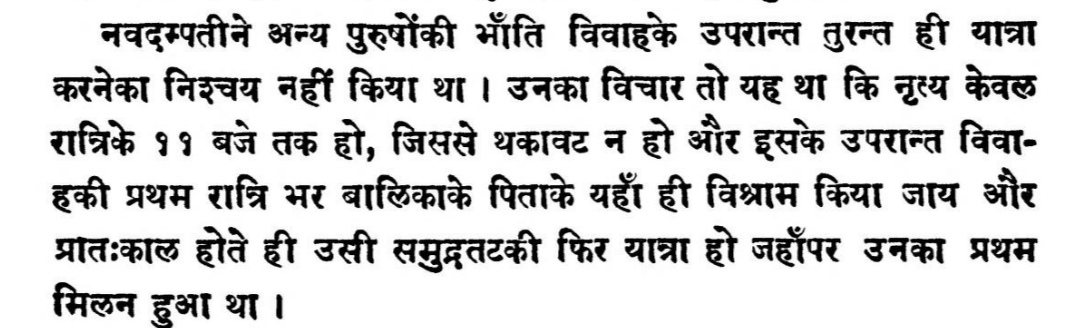 नवदम्पतीने अन्य पुरुषोंकी भाँति विवाहके उपरान्त तुरन्त ही यात्रा
करनेका निश्चय नहीं किया था । उनका विचार तो यह था कि नृत्य केवल
रात्रिके ११ बजे तक हो, जिससे थकावट न हो और इसके उपरान्त विवा-
हकी प्रथम रात्रि भर बालिकाके पिताके यहाँ ही विश्राम किया जाय और
प्रातःकाल होते ही उसी समुद्रतटकी फिर यात्रा हो जहाँपर उनका प्रथम
मिलन हुआ था ।